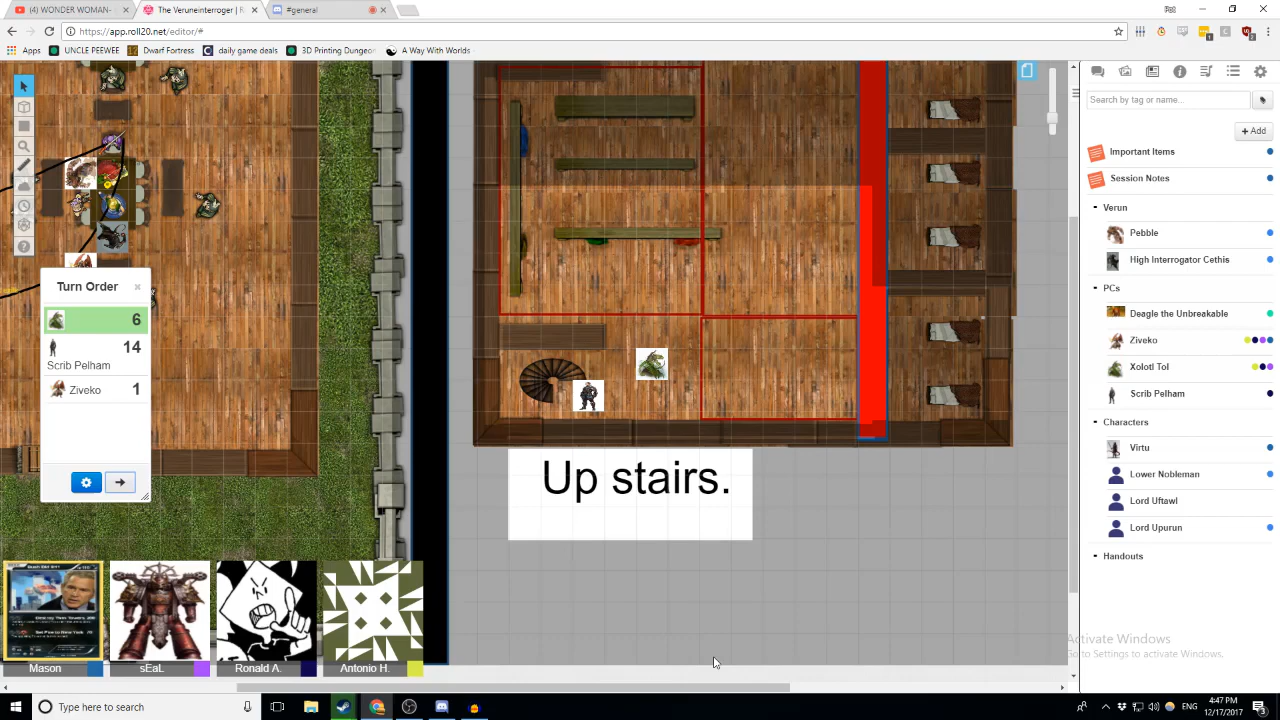 (4) WONDER WOMAN-
The Veruneinterroger | R
#general
https://app.roll20.net/editor/#
Apps
UNCLE PEEWEE
Dwarf Fortress
daily game deals
3D Printing Dungeon
A Way With Words
Search by tag or name...
+ Add
Important Items
Session Notes
Verun
Pebble
High Interrogator Cethis
PCs
Deagle the Unbreakable
Ziveko
Xolotl Tol
Scrib Pelham
Characters
Virtu
Lower Nobleman
Lord Uftawl
Lord Upurun
Handouts
Turn Order
6
14
Scrib Pelham
Ziveko
1
Up stairs.
Mason
sEaL
Ronald A.
Antonio H.
Activate Windows
Go to Settings to activate Windows.
Type here to search
ENG
4:47 PM
12/17/2017
3